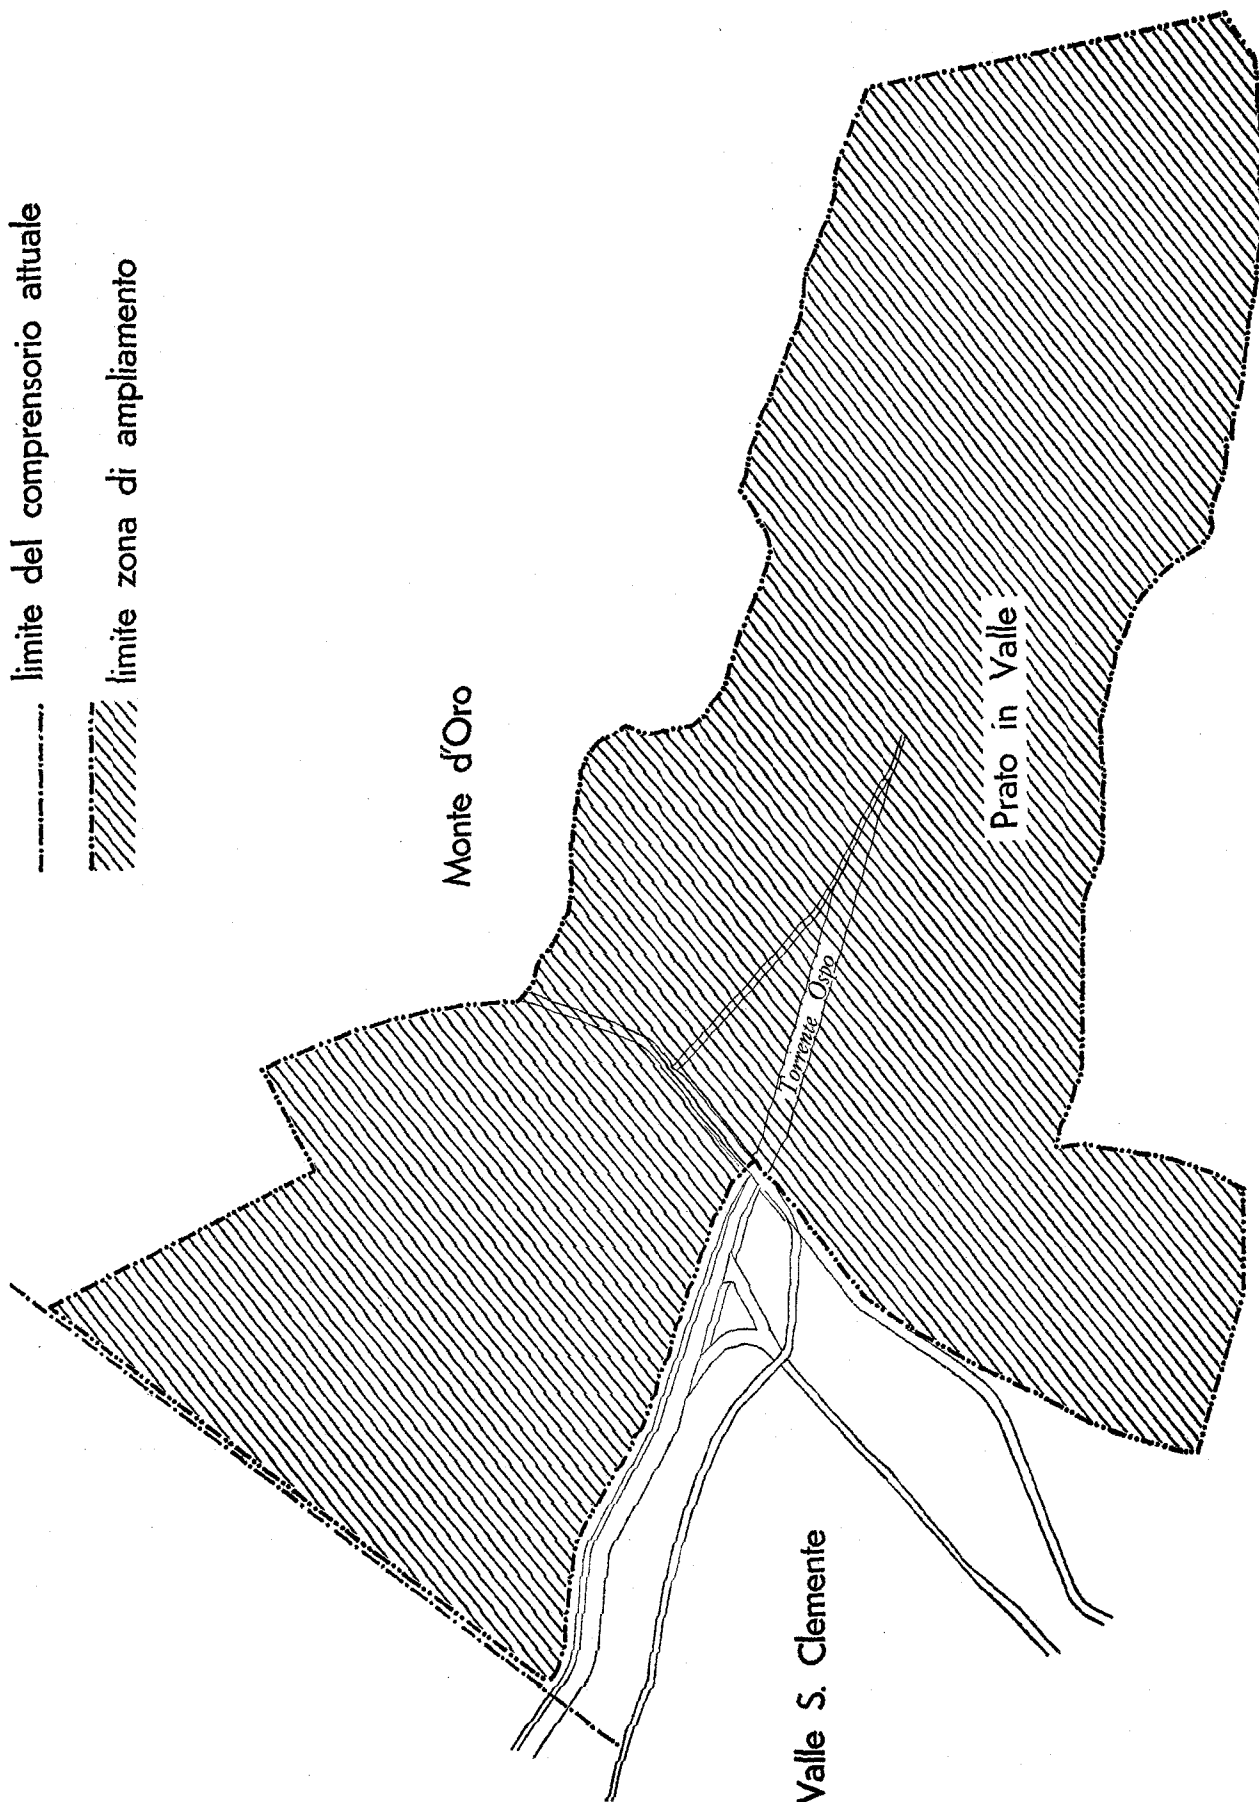 limite del comprensorio attuale
limite zona di ampliamento
Monte d'Oro
Prato in Valle
Torrente Ospo
Valle S. Clemente